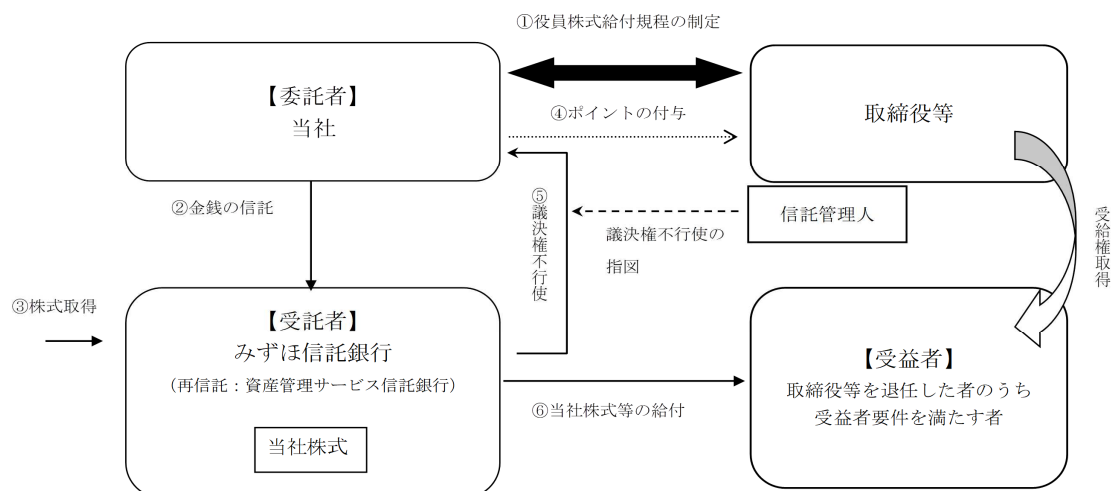 ①役員株式給付規程の制定
【委託者】
当社
④ポイントの付与
取締役等
②金銭の信託
⑤議決権不行使
議決権不行使の
指図
信託管理人
受給権取得
③株式取得
【受託者】
みずほ信託銀行
（再信託：資産管理サービス信託銀行）
当社株式
⑥当社株式等の給付
【受益者】
取締役等を退任した者のうち
受益者要件を満たす者